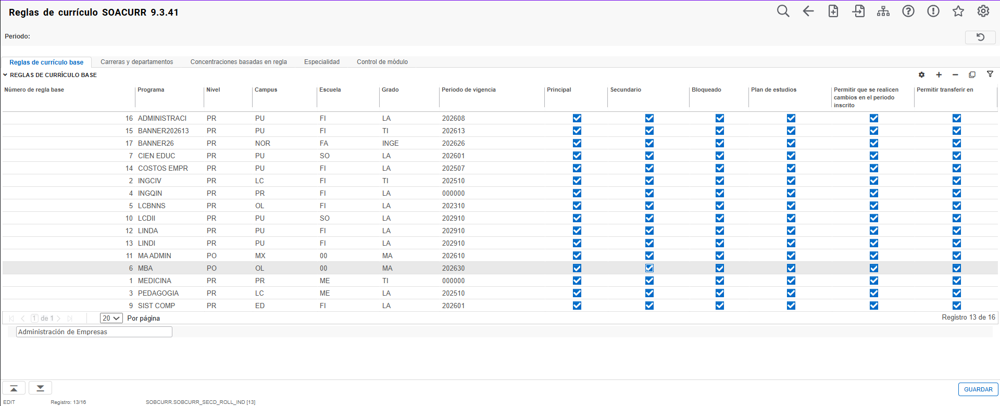 Reglas de currículo SOACURR 9.3.41
Periodo:
Reglas de currículo base Carreras y departamentos Concentraciones basadas en regla Especialidad Control de módulo
REGLAS DE CURRÍCULO BASE
Número de regla base Programa Nivel Campus Escuela Grado Periodo de vigencia Principal Secundario Bloqueado Plan de estudios Permitir que se realicen cambios en el periodo inscrito Permitir transferir en
16 ADMINISTRACI PR PU FI LA 202608
15 BANNER202613 PR PU FI TI 202613
17 BANNER26 PR NOR FA INGE 202626
7 CIEN EDUC PR PU SO LA 202601
14 COSTOS EMPR PR PU FI LA 202507
2 INGCIV PR LC FI TI 202510
4 INGQIN PR PR FI LA 000000
5 LCBNNS PR OL FI LA 202310
10 LCDII PR PU SO LA 202910
12 LINDA PR PU FI LA 202910
13 LINDI PR PU FI LA 202910
11 MA ADMIN PO MX 00 MA 202610
6 MBA PO OL 00 MA 202630
1 MEDICINA PR PR ME TI 000000
3 PEDAGOGIA PR LC ME LA 202510
9 SIST COMP PR ED FI LA 202601
1 de 1 20 Por página Registro 13 de 16
Administración de Empresas
GUARDAR
EDIT Registro: 13/16 SOBCURR.SOBCURR_SECD_ROLL_IND [13]